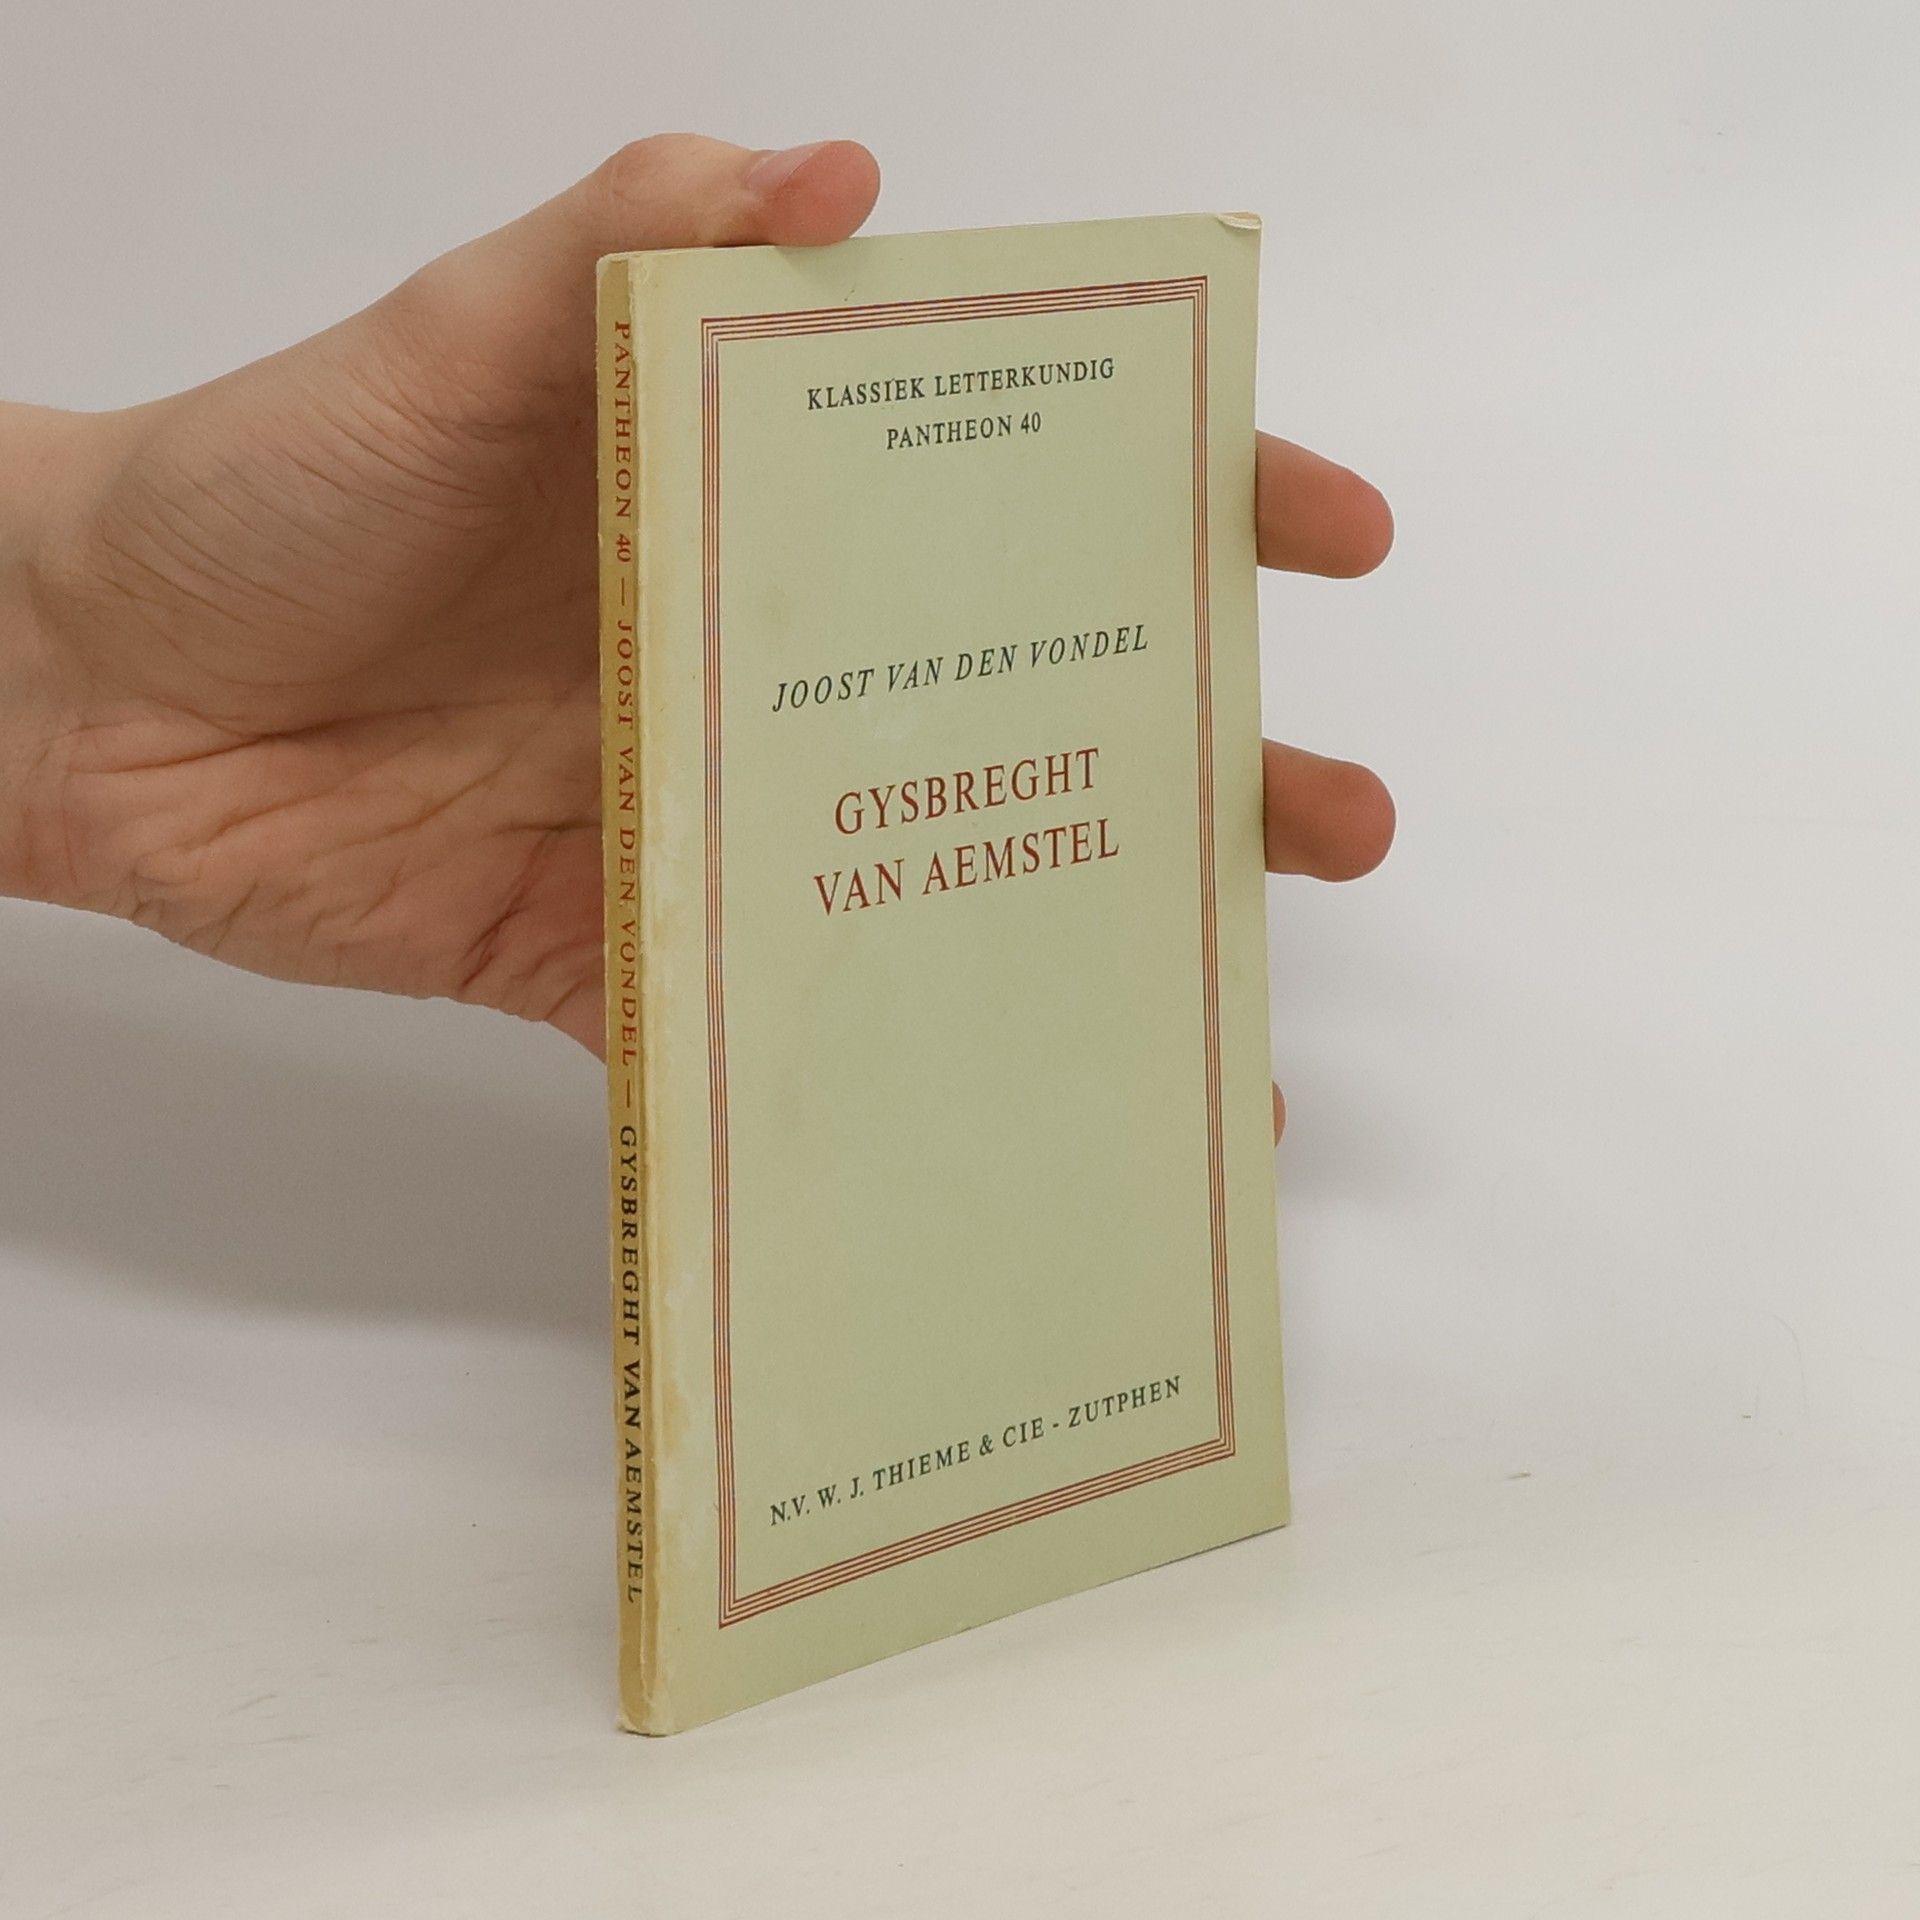 PANTHEON 40 — JOOST VAN DEN VONDEL — GYSBREGHT VAN AEMSTEL
KLASSIEK LETTERKUNDIG
PANTHEON 40
JOOST VAN DEN VONDEL
GYSBREGHT
VAN AEMSTEL
N.V. W. J. THIEME & CIE - ZUTPHEN